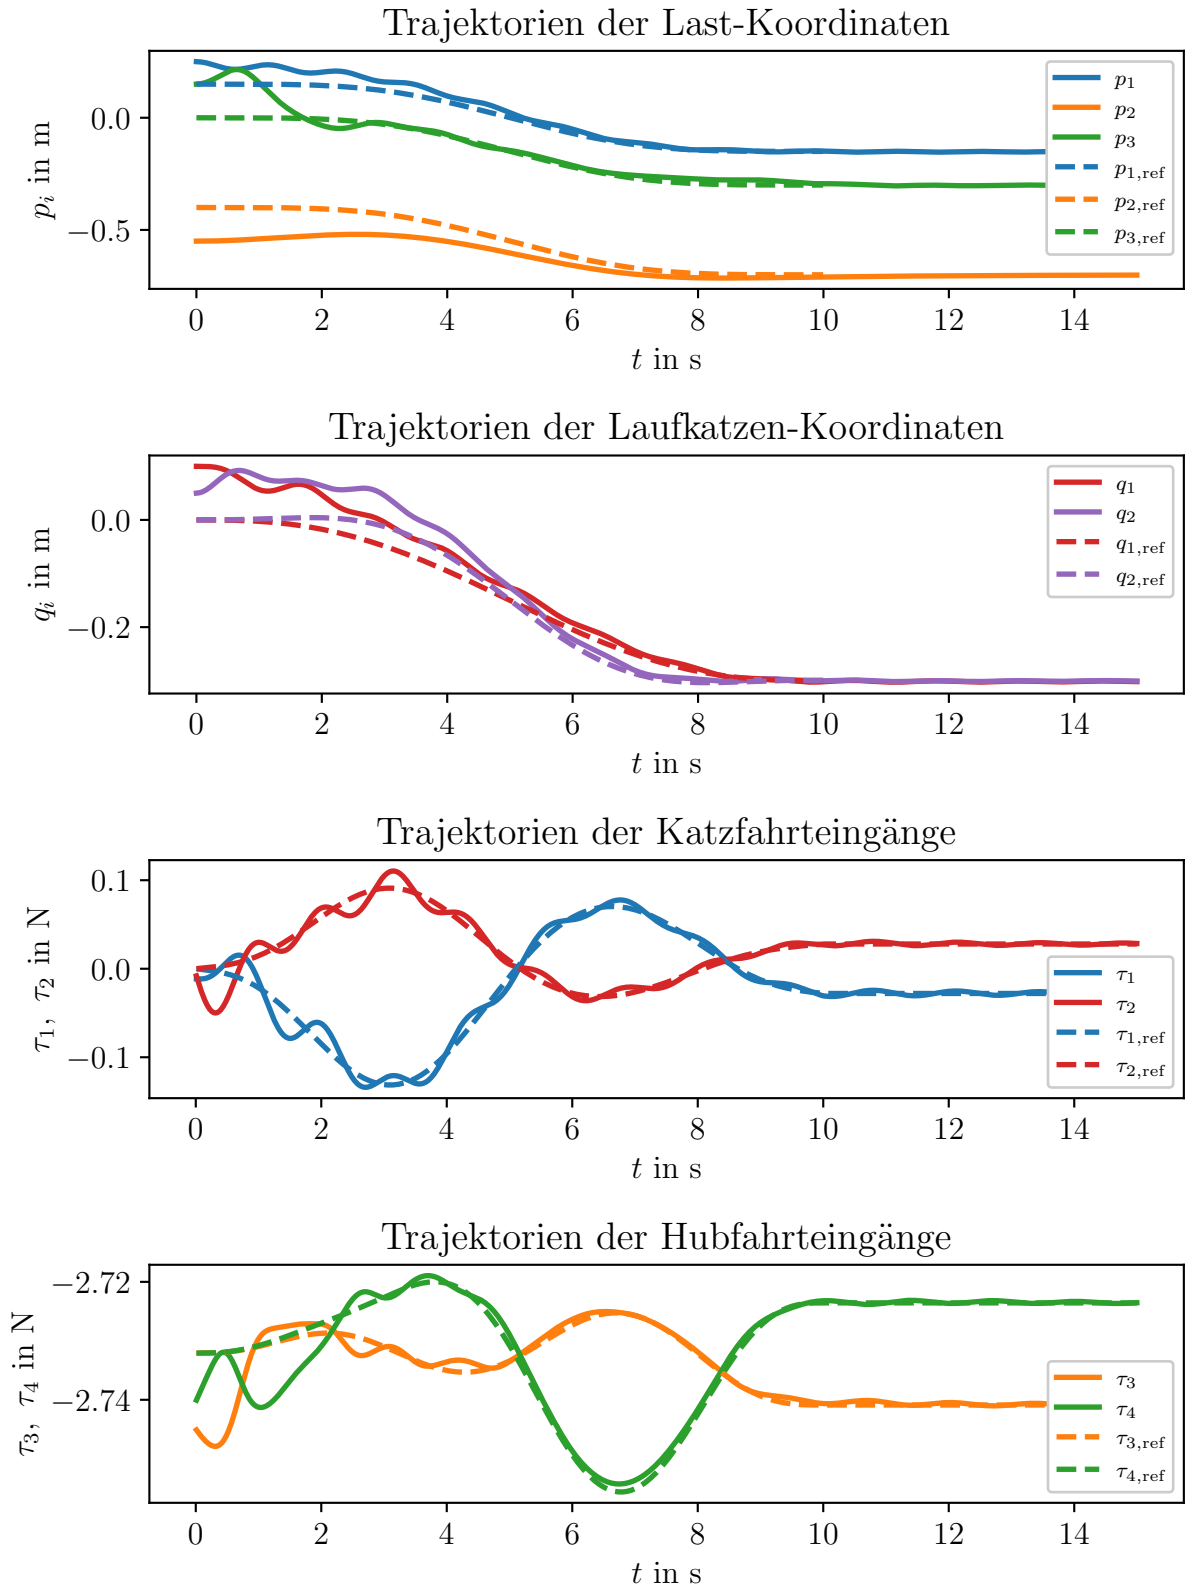 Trajektorien der Last-Koordinaten
p_i in m
0.0
−0.5
p_1
p_2
p_3
p_1,ref
p_2,ref
p_3,ref
0 2 4 6 8 10 12 14
t in s
Trajektorien der Laufkatzen-Koordinaten
q_i in m
0.0
−0.2
q_1
q_2
q_1,ref
q_2,ref
0 2 4 6 8 10 12 14
t in s
Trajektorien der Katzfahrteingänge
τ_1, τ_2 in N
0.1
0.0
−0.1
τ_1
τ_2
τ_1,ref
τ_2,ref
0 2 4 6 8 10 12 14
t in s
Trajektorien der Hubfahrteingänge
τ_3, τ_4 in N
−2.72
−2.74
τ_3
τ_4
τ_3,ref
τ_4,ref
0 2 4 6 8 10 12 14
t in s